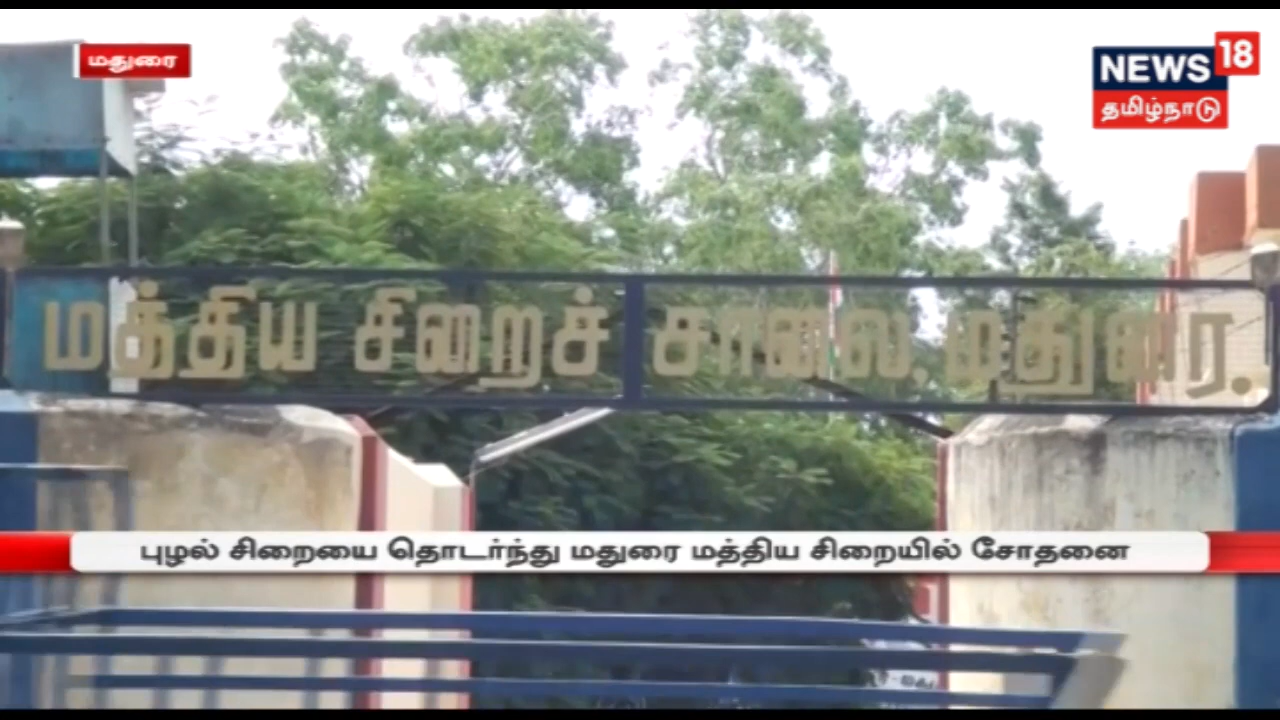 மதுரை
NEWS 18
தமிழ்நாடு
மத்திய சிறைச் சாலை, மதுரை.
புழல் சிறையை தொடர்ந்து மதுரை மத்திய சிறையில் சோதனை